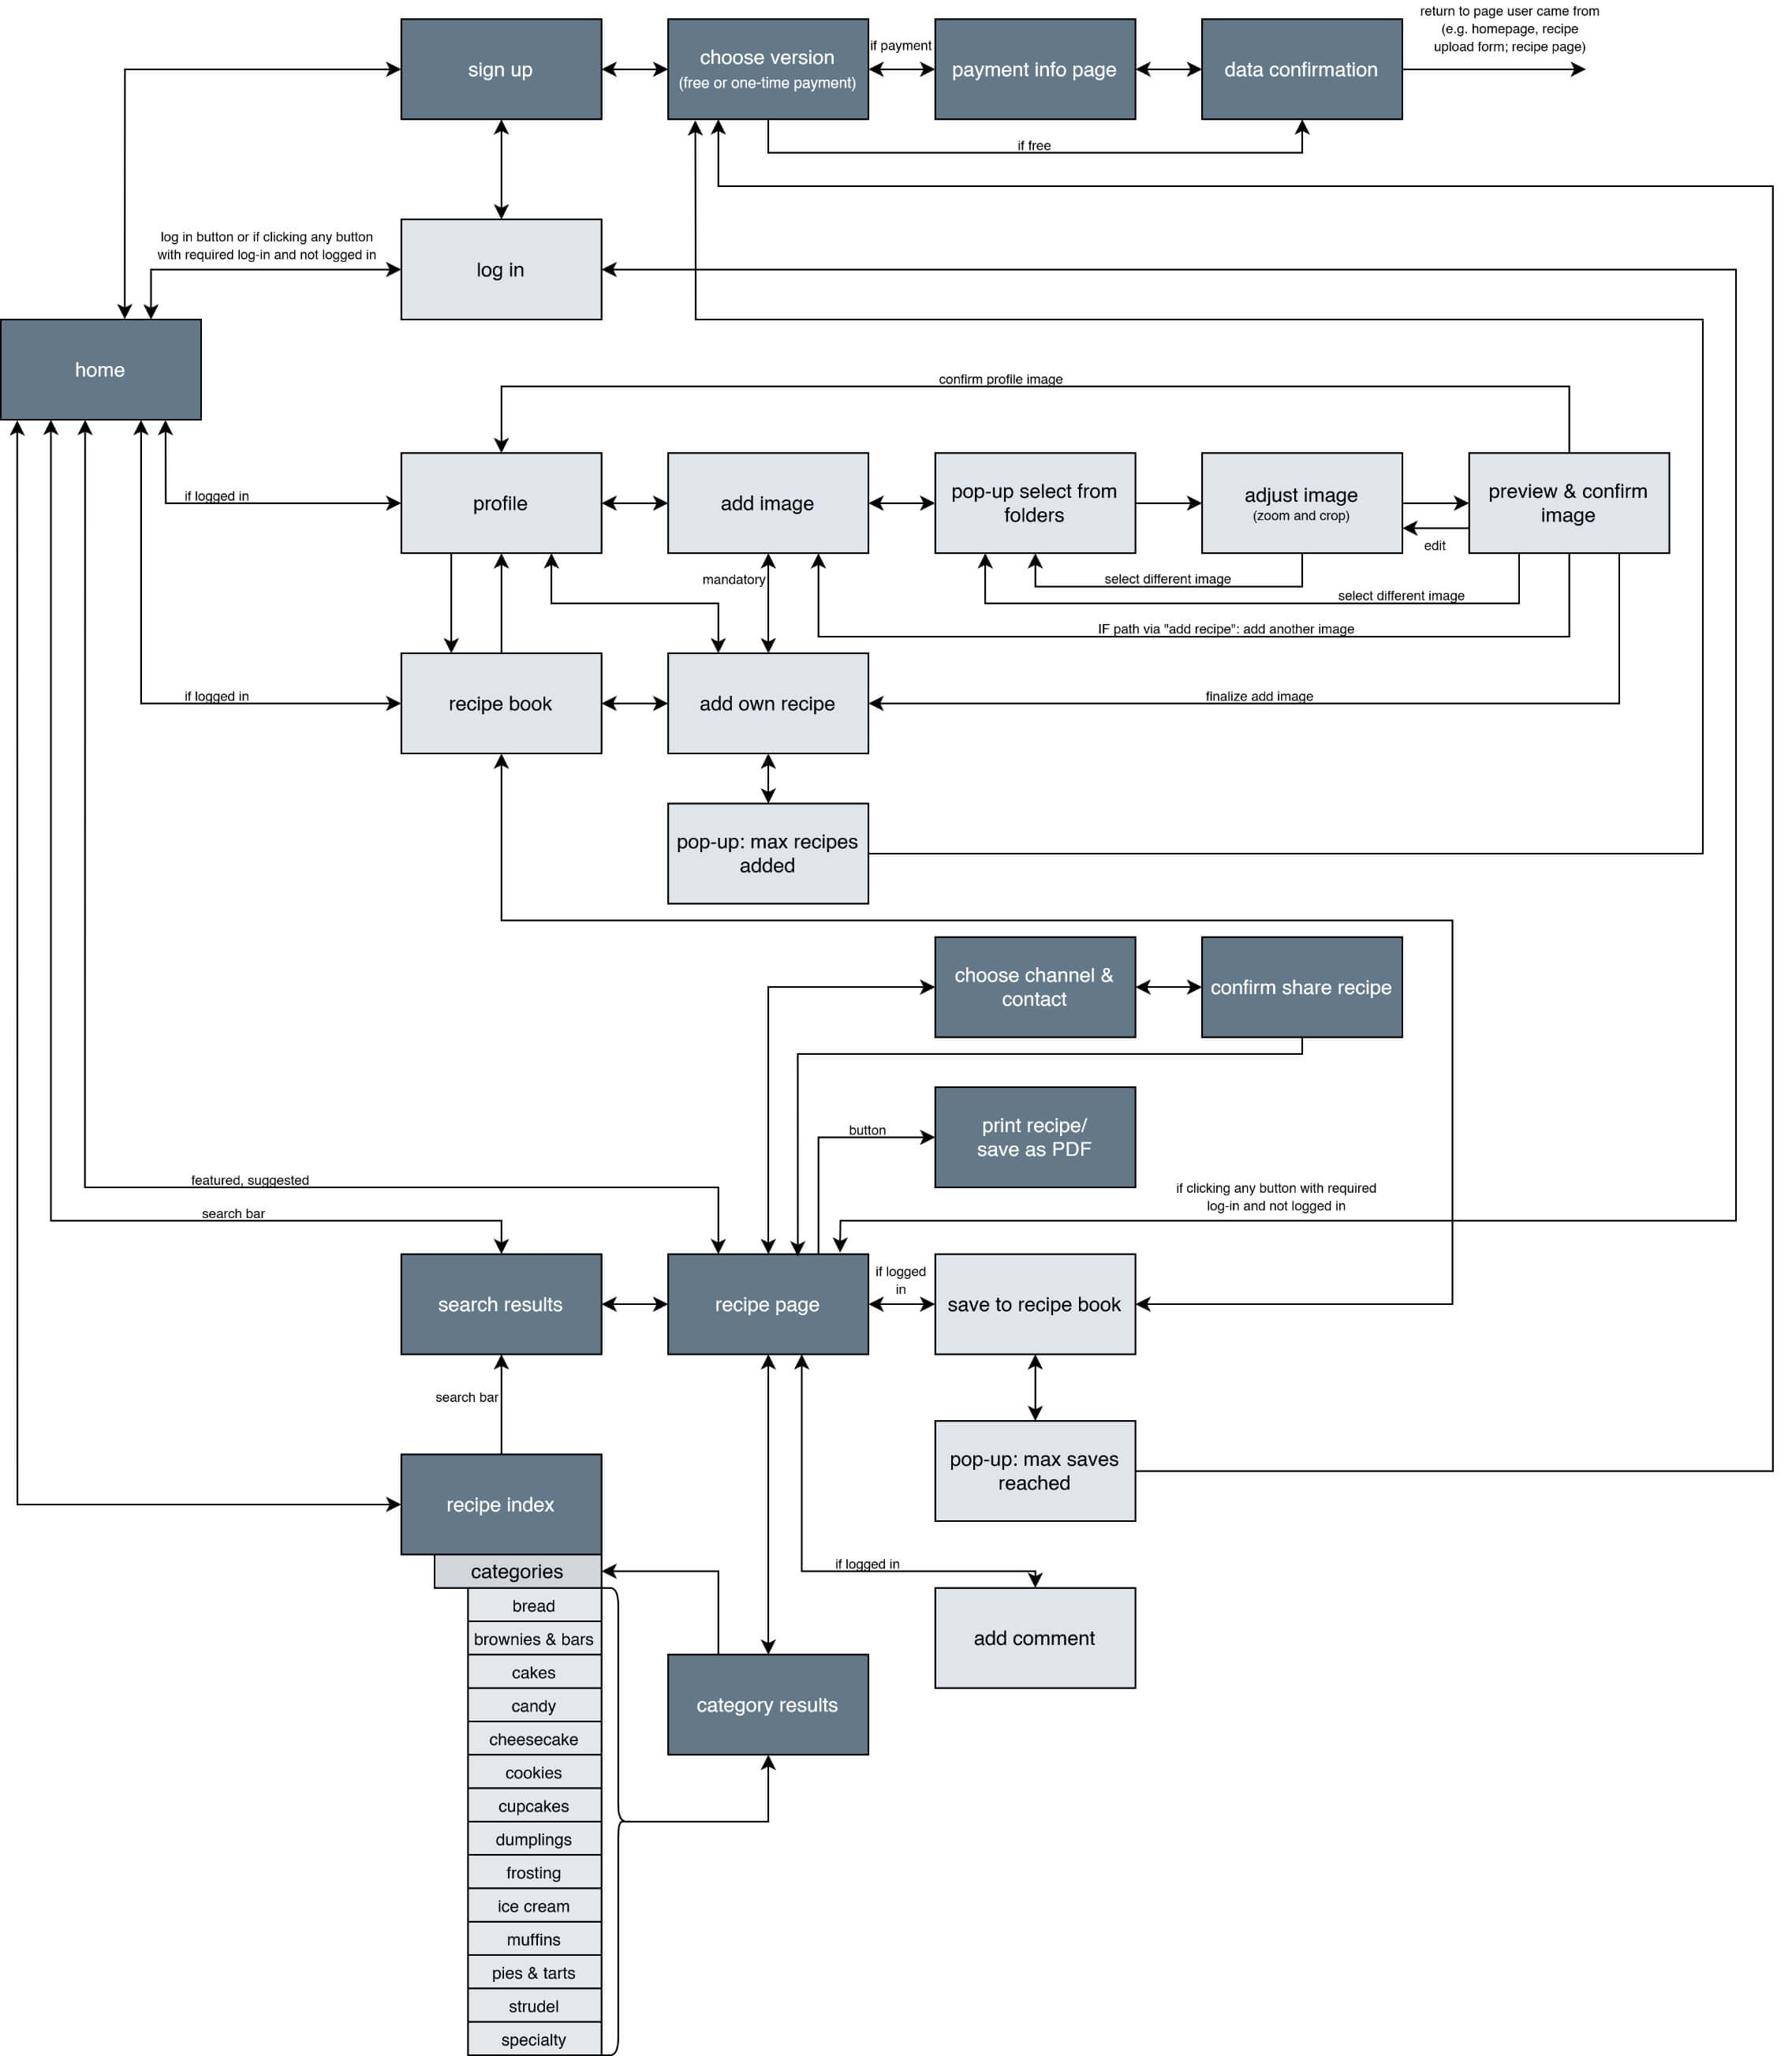 return to page user came from
(e.g. homepage, recipe
upload form; recipe page)
sign up
choose version
(free or one-time payment)
if payment
payment info page
data confirmation
if free
log in button or if clicking any button
with required log-in and not logged in
log in
home
confirm profile image
if logged in
profile
add image
pop-up select from
folders
adjust image
(zoom and crop)
preview & confirm
image
edit
mandatory
select different image
select different image
IF path via "add recipe": add another image
if logged in
recipe book
add own recipe
finalize add image
pop-up: max recipes
added
choose channel &
contact
confirm share recipe
button
print recipe/
save as PDF
featured, suggested
search bar
if clicking any button with required
log-in and not logged in
search results
recipe page
if logged
in
save to recipe book
search bar
pop-up: max saves
reached
recipe index
categories
if logged in
bread
brownies & bars
cakes
candy
cheesecake
cookies
cupcakes
dumplings
frosting
ice cream
muffins
pies & tarts
strudel
specialty
add comment
category results